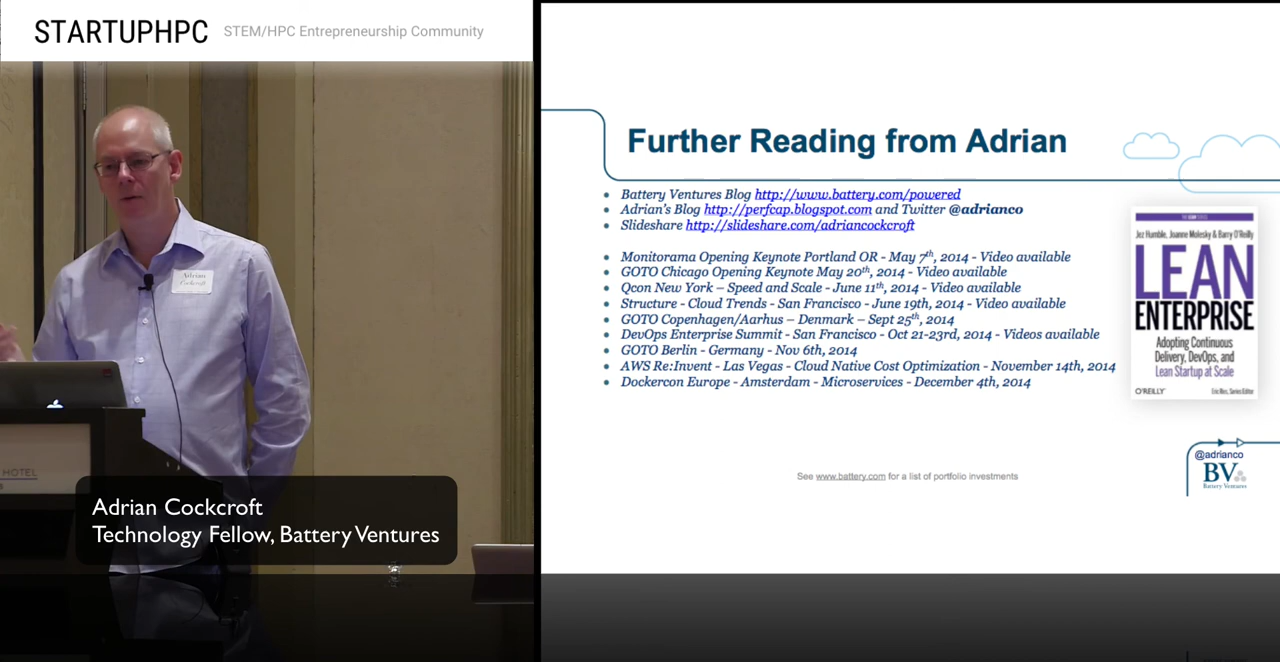 STARTUPHPC STEM/HPC Entrepreneurship Community
Adrian
Cockcroft
HOTEL
Adrian Cockcroft
Technology Fellow, Battery Ventures
Further Reading from Adrian
• Battery Ventures Blog http://www.battery.com/powered
• Adrian's Blog http://perfcap.blogspot.com and Twitter @adrianco
• Slideshare http://slideshare.com/adriancockcroft
• Monitorama Opening Keynote Portland OR - May 7th, 2014 - Video available
• GOTO Chicago Opening Keynote May 20th, 2014 - Video available
• Qcon New York – Speed and Scale - June 11th, 2014 - Video available
• Structure - Cloud Trends - San Francisco - June 19th, 2014 - Video available
• GOTO Copenhagen/Aarhus – Denmark – Sept 25th, 2014
• DevOps Enterprise Summit - San Francisco - Oct 21-23rd, 2014 - Videos available
• GOTO Berlin - Germany - Nov 6th, 2014
• AWS Re:Invent - Las Vegas - Cloud Native Cost Optimization - November 14th, 2014
• Dockercon Europe - Amsterdam - Microservices - December 4th, 2014
Jez Humble, Joanne Molesky & Barry O'Reilly
LEAN
ENTERPRISE
Adopting Continuous
Delivery, DevOps, and
Lean Startup at Scale
O'REILLY Eric Ries, Series Editor
See www.battery.com for a list of portfolio investments
@adrianco
BV
Battery Ventures